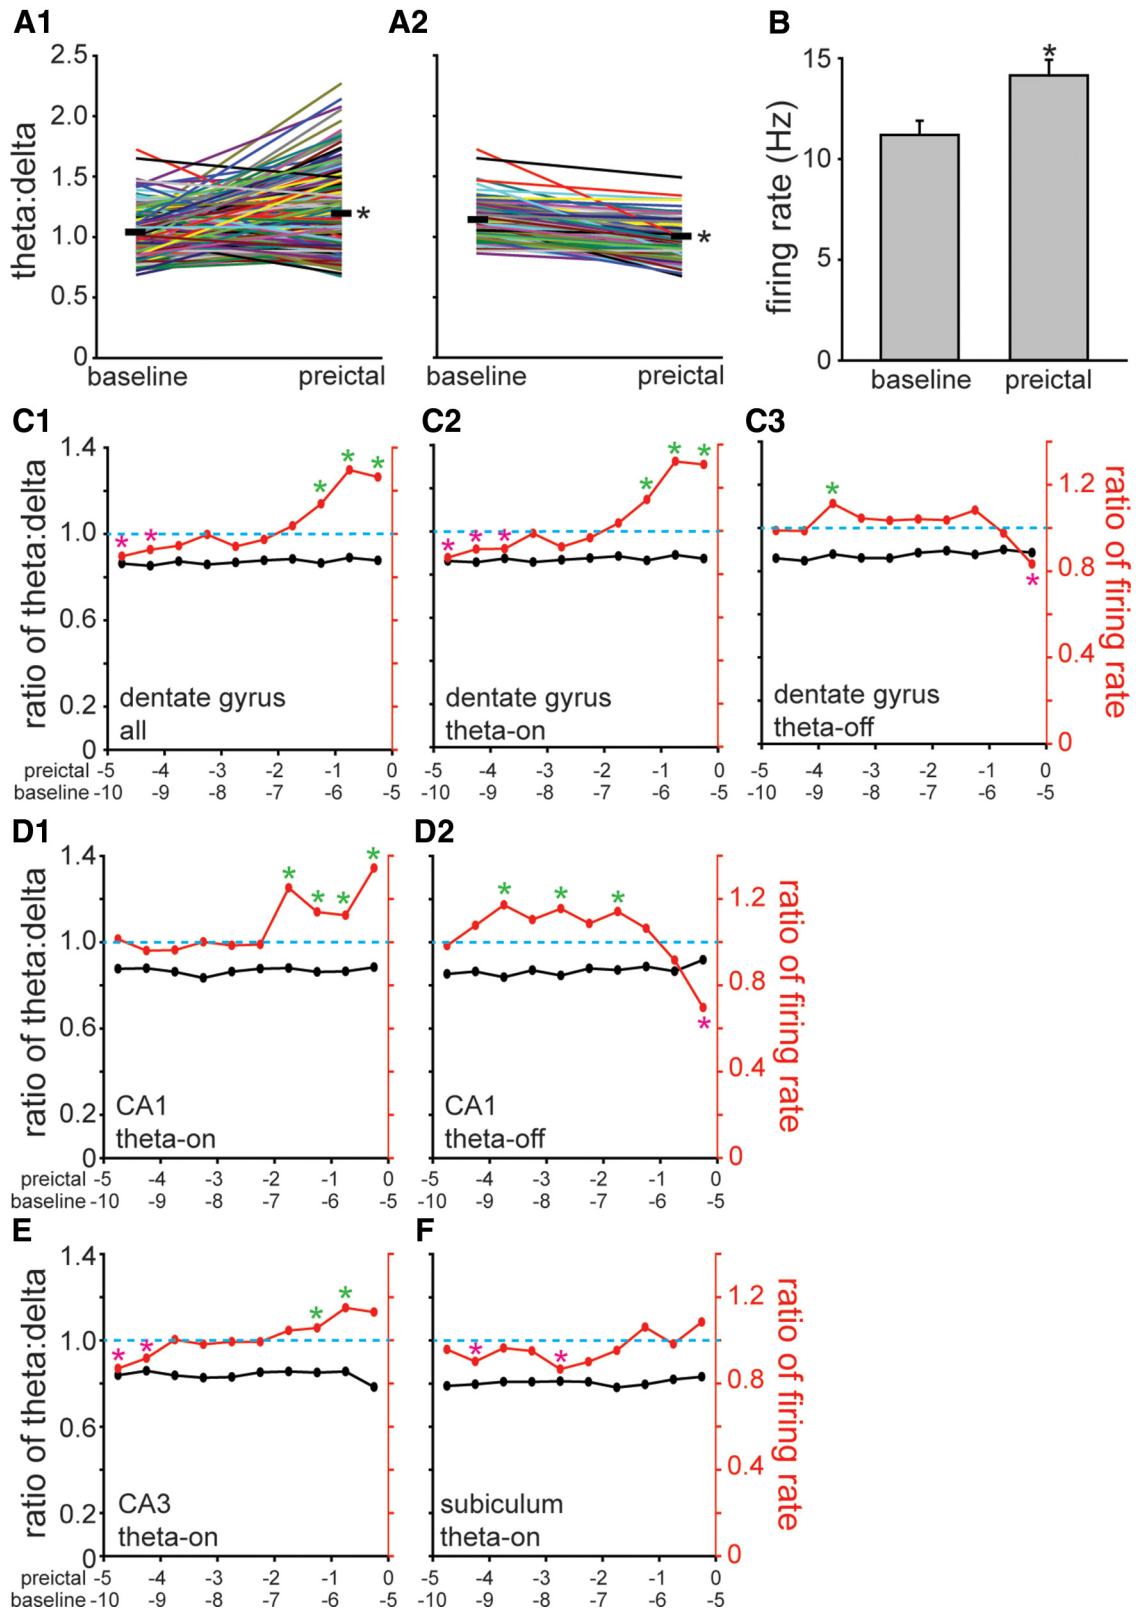 A1
A2
B
theta:delta
2.5
2.0
1.5
1.0
0.5
0
*
*
baseline preictal
baseline preictal
firing rate (Hz)
15
10
5
0
*
baseline preictal
C1
C2
C3
ratio of theta:delta
1.4
1.0
0.6
0.2
0
* * * * *
* * * * * *
* *
dentate gyrus
all
dentate gyrus
theta-on
dentate gyrus
theta-off
1.2
0.8
0.4
0
ratio of firing rate
preictal -5 -4 -3 -2 -1 0
baseline -10 -9 -8 -7 -6 -5
-5 -4 -3 -2 -1 0
-10 -9 -8 -7 -6 -5
-5 -4 -3 -2 -1 0
-10 -9 -8 -7 -6 -5
D1
D2
ratio of theta:delta
1.4
1.0
0.6
0.2
0
* * * *
* * * *
CA1
theta-on
CA1
theta-off
1.2
0.8
0.4
0
ratio of firing rate
preictal -5 -4 -3 -2 -1 0
baseline -10 -9 -8 -7 -6 -5
-5 -4 -3 -2 -1 0
-10 -9 -8 -7 -6 -5
E
F
ratio of theta:delta
1.4
1.0
0.6
0.2
0
* * * *
* *
CA3
theta-on
subiculum
theta-on
1.2
0.8
0.4
0
ratio of firing rate
preictal -5 -4 -3 -2 -1 0
baseline -10 -9 -8 -7 -6 -5
-5 -4 -3 -2 -1 0
-10 -9 -8 -7 -6 -5